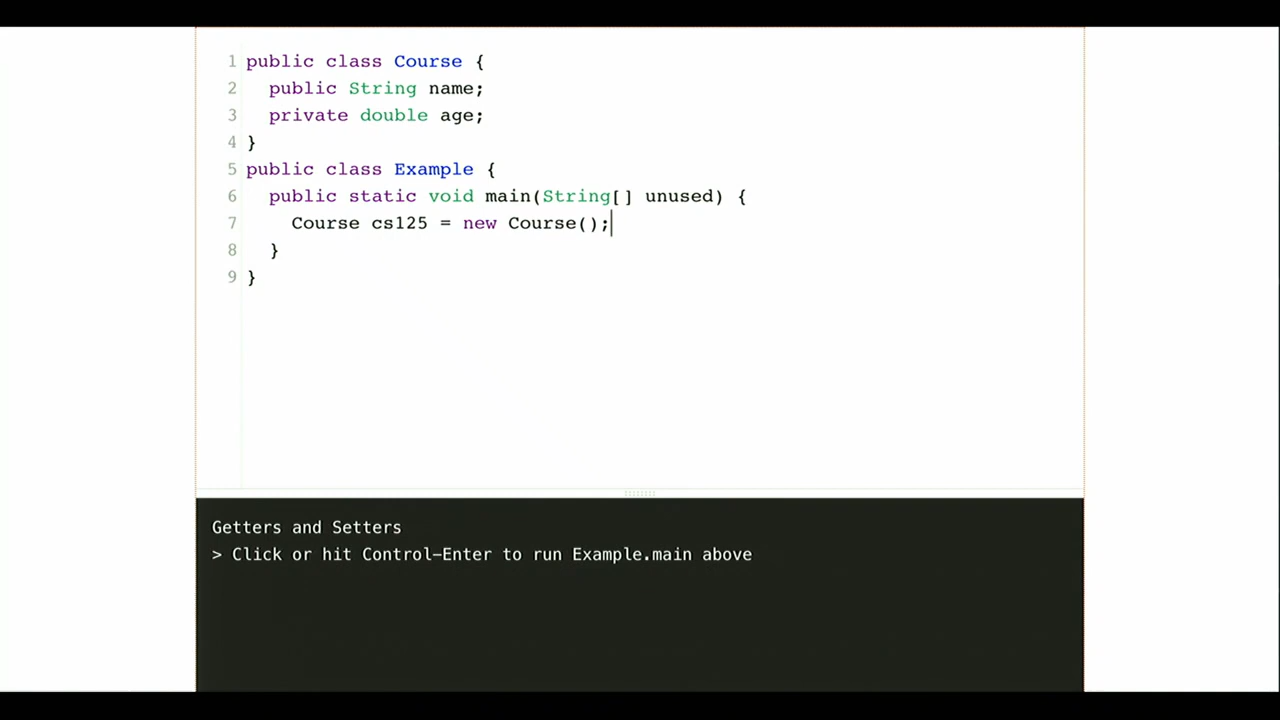 1 public class Course {
2   public String name;
3   private double age;
4 }
5 public class Example {
6   public static void main(String[] unused) {
7     Course cs125 = new Course();
8   }
9 }
Getters and Setters
> Click or hit Control-Enter to run Example.main above